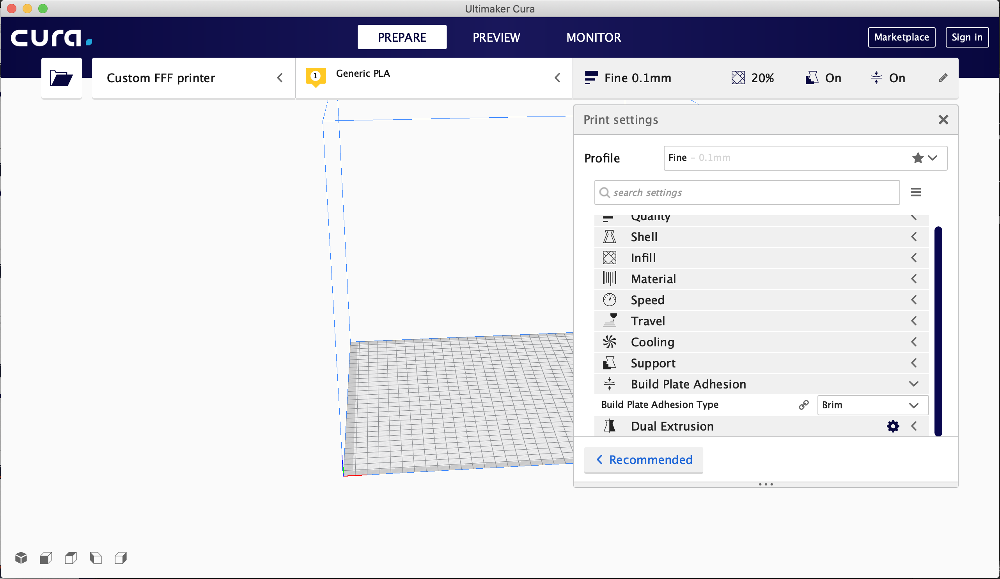 Ultimaker Cura
cura.
PREPARE
PREVIEW
MONITOR
Marketplace
Sign in
Custom FFF printer
1
Generic PLA
Fine 0.1mm
20%
On
On
Print settings
Profile
Fine – 0.1mm
search settings
Quality
Shell
Infill
Material
Speed
Travel
Cooling
Support
Build Plate Adhesion
Build Plate Adhesion Type
Brim
Dual Extrusion
Recommended